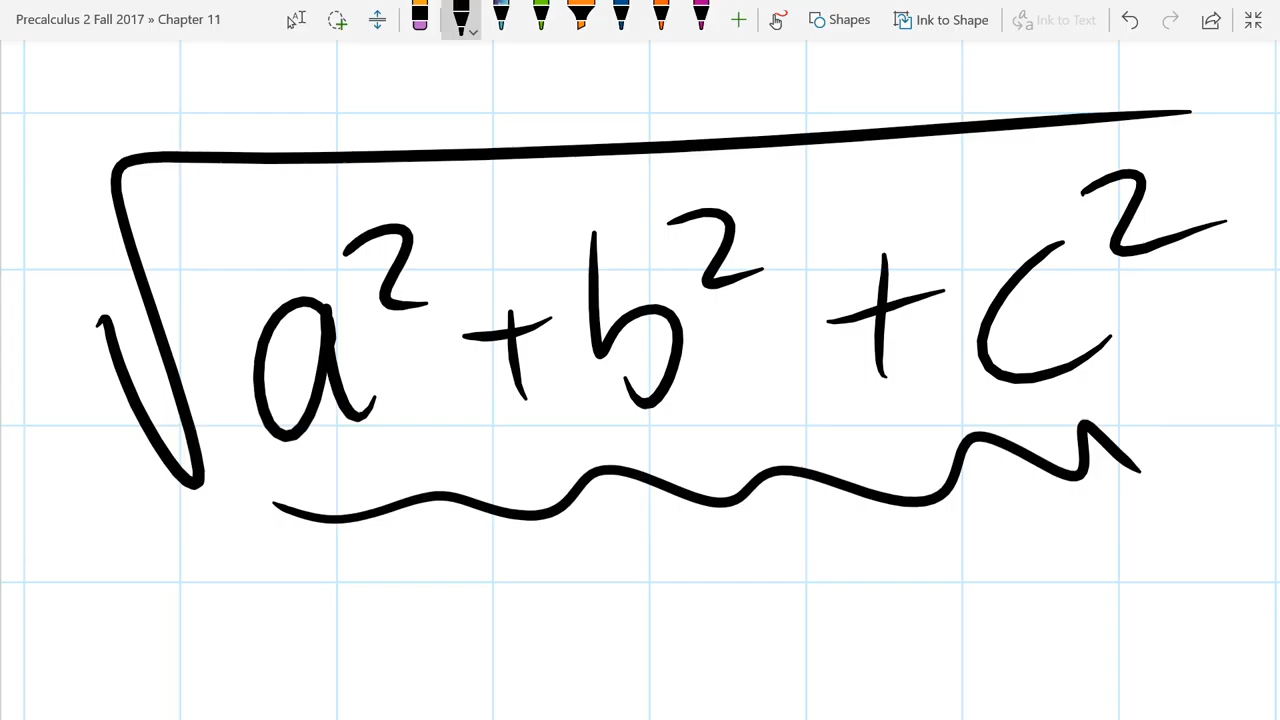 Precalculus 2 Fall 2017 » Chapter 11
Shapes
Ink to Shape
Ink to Text
√(a² + b² + c²)